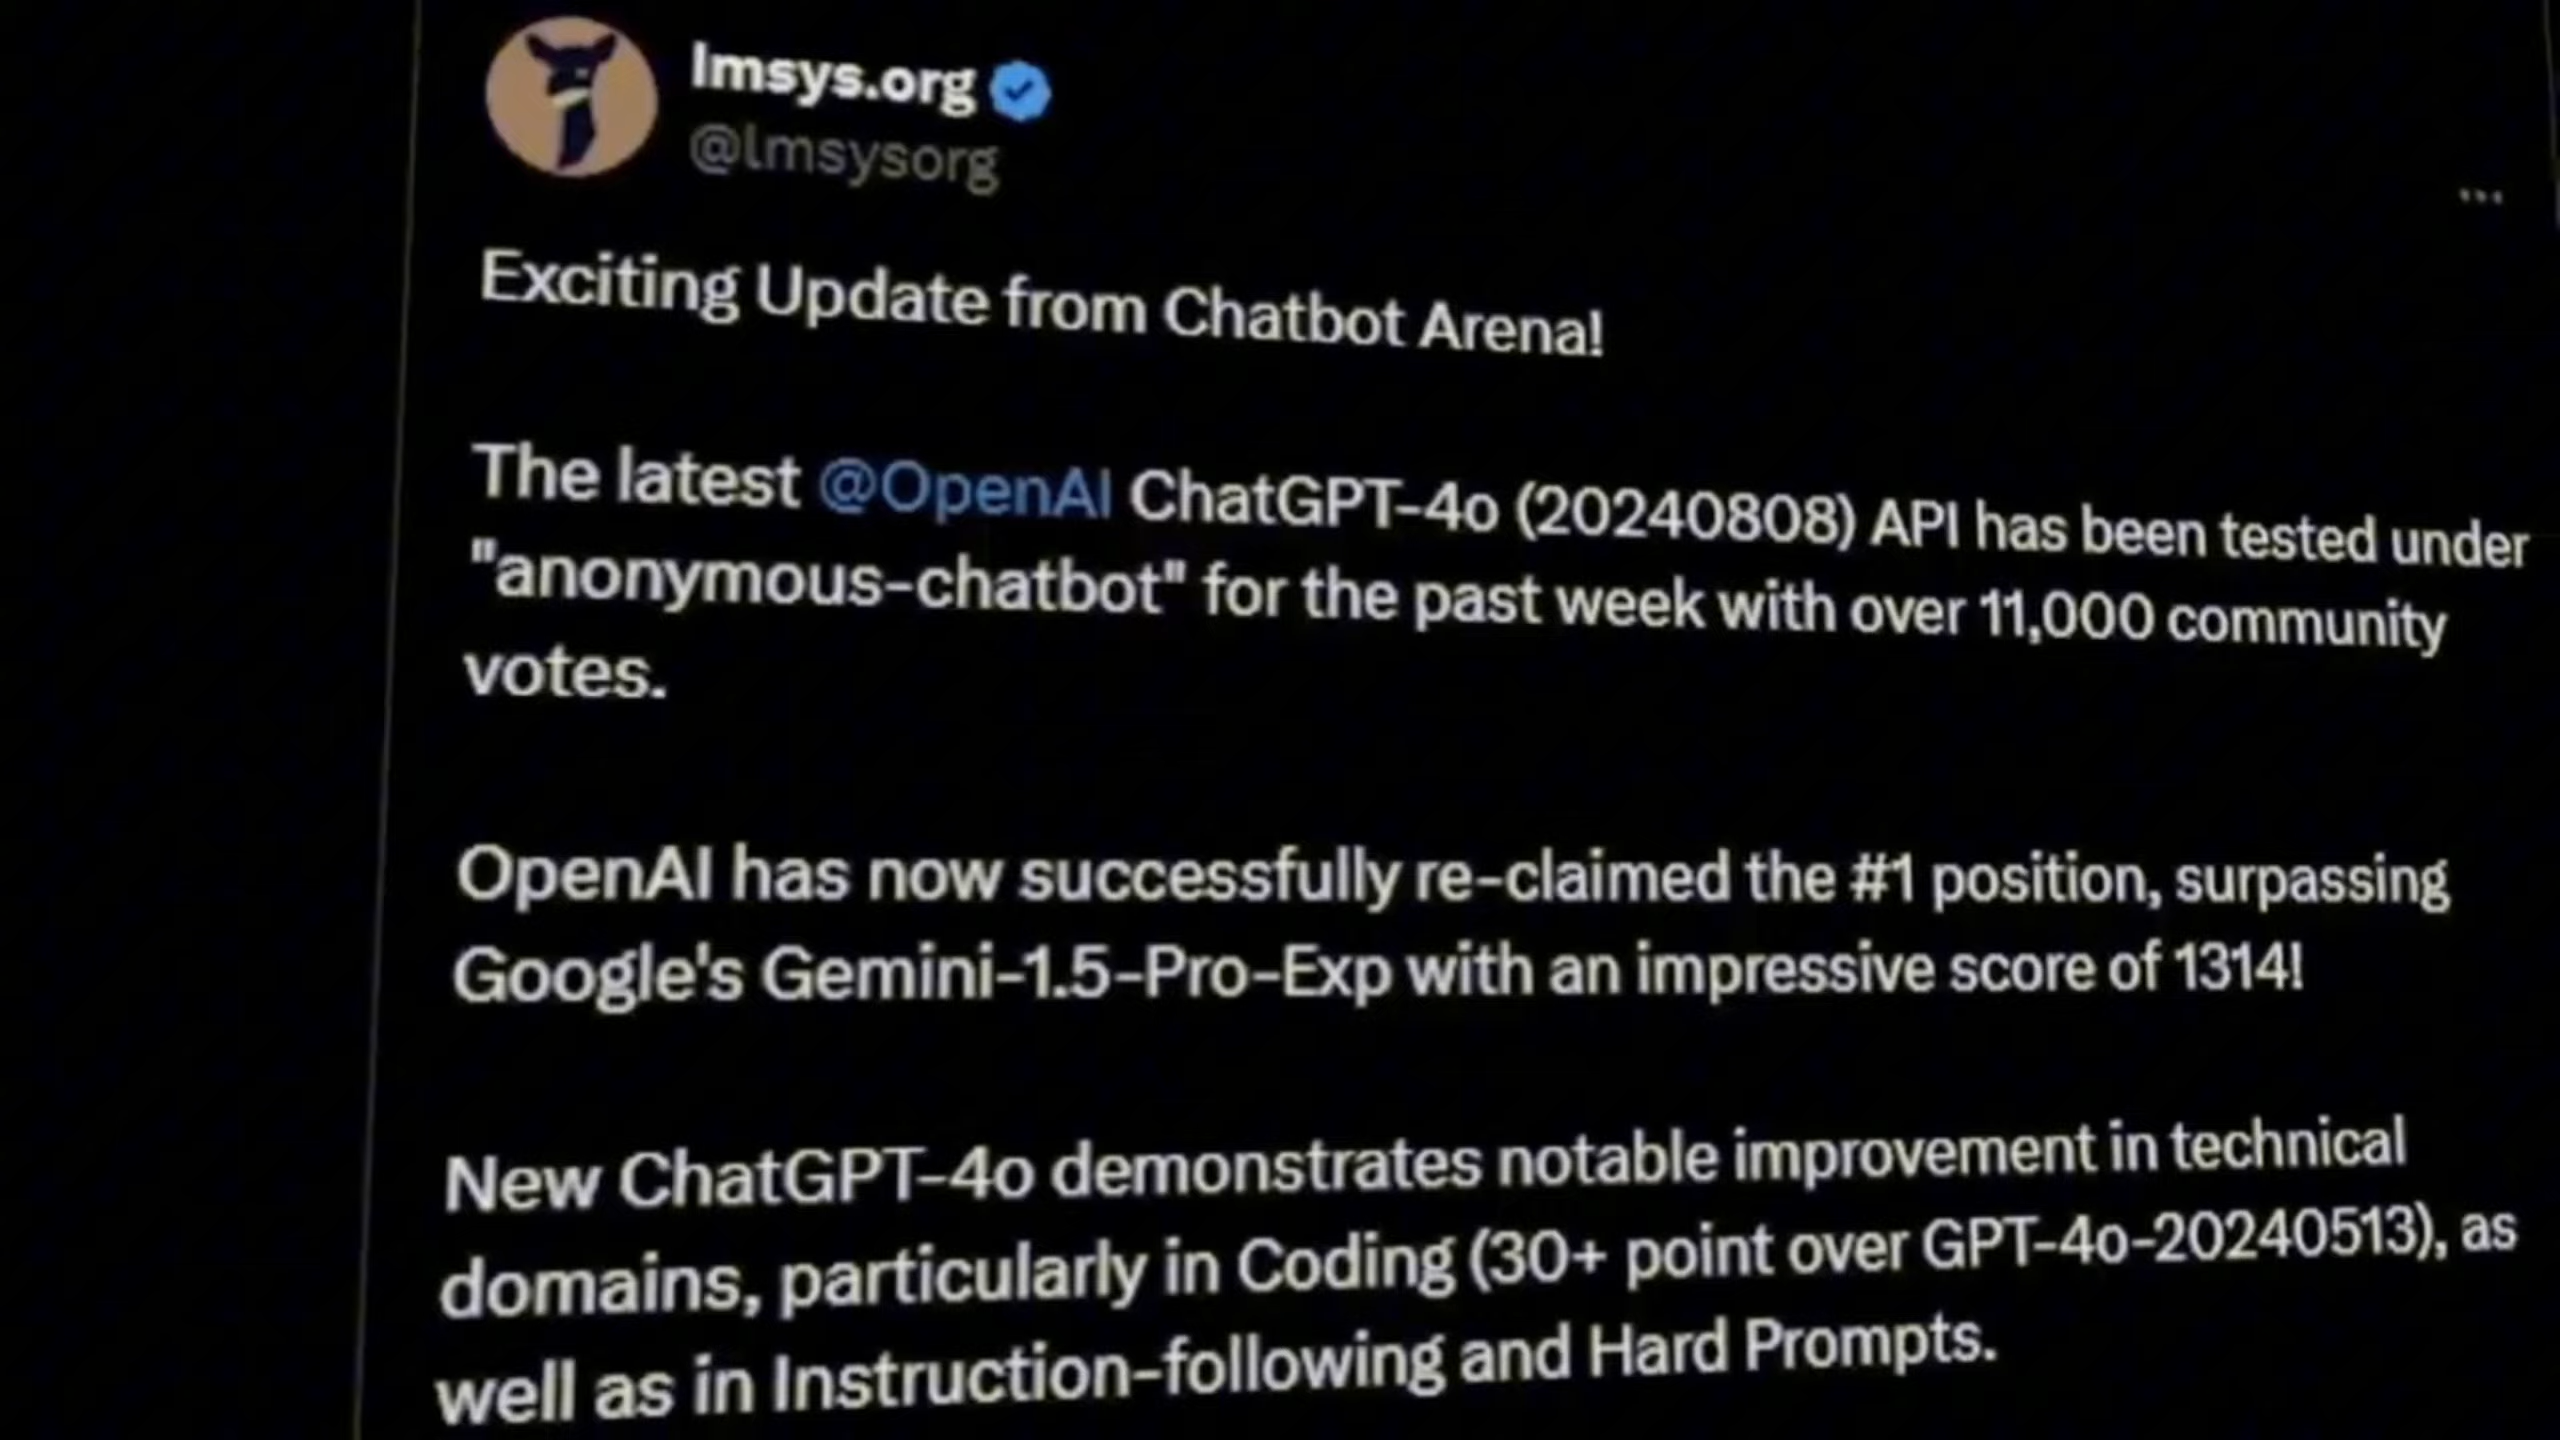 lmsys.org
@lmsysorg
Exciting Update from Chatbot Arena!
The latest @OpenAI ChatGPT-4o (20240808) API has been tested under
"anonymous-chatbot" for the past week with over 11,000 community
votes.
OpenAI has now successfully re-claimed the #1 position, surpassing
Google's Gemini-1.5-Pro-Exp with an impressive score of 1314!
New ChatGPT-4o demonstrates notable improvement in technical
domains, particularly in Coding (30+ point over GPT-4o-20240513), as
well as in Instruction-following and Hard Prompts.